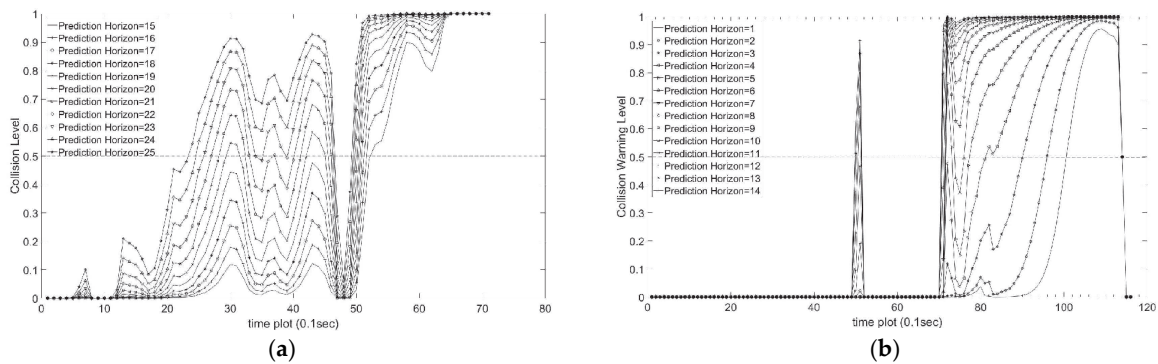 Prediction Horizon=15
Prediction Horizon=16
Prediction Horizon=17
Prediction Horizon=18
Prediction Horizon=19
Prediction Horizon=20
Prediction Horizon=21
Prediction Horizon=22
Prediction Horizon=23
Prediction Horizon=24
Prediction Horizon=25
Collision Level
1
0.9
0.8
0.7
0.6
0.5
0.4
0.3
0.2
0.1
0
0 10 20 30 40 50 60 70 80
time plot (0.1sec)
(a)
Prediction Horizon=1
Prediction Horizon=2
Prediction Horizon=3
Prediction Horizon=4
Prediction Horizon=5
Prediction Horizon=6
Prediction Horizon=7
Prediction Horizon=8
Prediction Horizon=9
Prediction Horizon=10
Prediction Horizon=11
Prediction Horizon=12
Prediction Horizon=13
Prediction Horizon=14
Collision Warning Level
1
0.9
0.8
0.7
0.6
0.5
0.4
0.3
0.2
0.1
0
0 20 40 60 80 100 120
time plot (0.1sec)
(b)